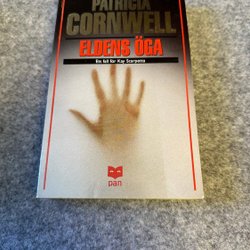 PATRICIA
CORNWELL
ELDENS ÖGA
Ett fall för Kay Scarpetta
pan